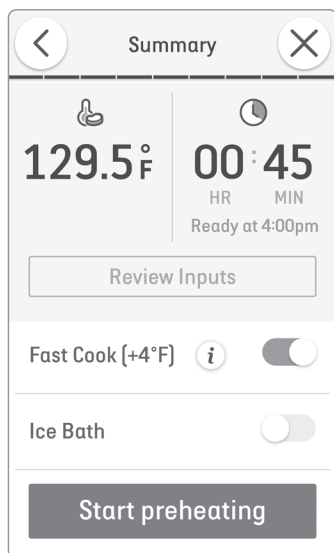 Summary
129.5°F
00:45
HR MIN
Ready at 4:00pm
Review Inputs
Fast Cook (+4°F) i
Ice Bath
Start preheating